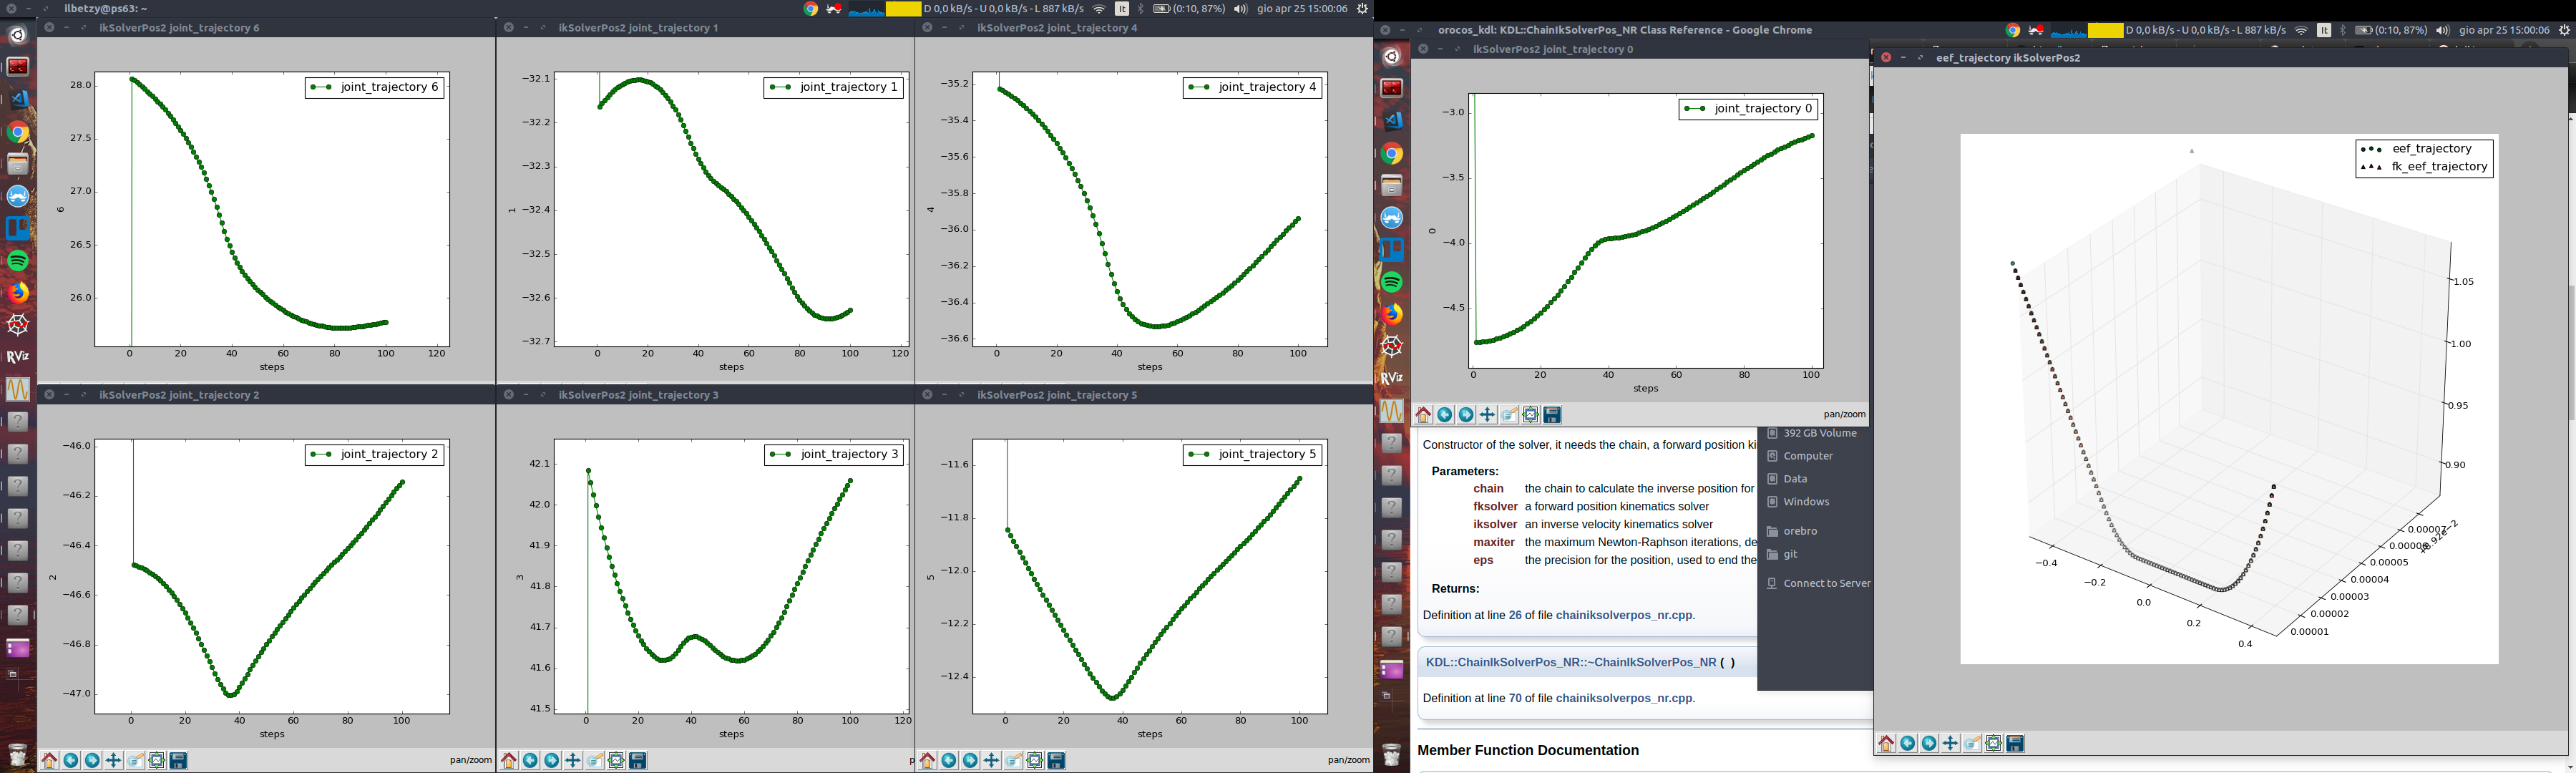 ilbetzy@ps63: ~
D 0,0 kB/s - U 0,0 kB/s - L 887 kB/s
It
(0:10, 87%)
gio apr 25 15:00:06
ikSolverPos2 joint_trajectory 6
joint_trajectory 6
28.0
27.5
27.0
26.5
26.0
6
0 20 40 60 80 100 120
steps
ikSolverPos2 joint_trajectory 1
joint_trajectory 1
−32.1
−32.2
−32.3
−32.4
−32.5
−32.6
−32.7
1
0 20 40 60 80 100 120
steps
ikSolverPos2 joint_trajectory 4
joint_trajectory 4
−35.2
−35.4
−35.6
−35.8
−36.0
−36.2
−36.4
−36.6
4
0 20 40 60 80 100
steps
ikSolverPos2 joint_trajectory 2
joint_trajectory 2
−46.0
−46.2
−46.4
−46.6
−46.8
−47.0
2
0 20 40 60 80 100
steps
pan/zoom
ikSolverPos2 joint_trajectory 3
joint_trajectory 3
42.1
42.0
41.9
41.8
41.7
41.6
41.5
3
0 20 40 60 80 100 120
steps
p
ikSolverPos2 joint_trajectory 5
joint_trajectory 5
−11.6
−11.8
−12.0
−12.2
−12.4
5
0 20 40 60 80 100
steps
pan/zoom
RViz
orocos_kdl: KDL::ChainIkSolverPos_NR Class Reference - Google Chrome
D 0,0 kB/s - U 0,0 kB/s - L 887 kB/s
It
(0:10, 87%)
gio apr 25 15:00:06
RViz
ikSolverPos2 joint_trajectory 0
joint_trajectory 0
−3.0
−3.5
−4.0
−4.5
0
0 20 40 60 80 100
steps
pan/zoom
Constructor of the solver, it needs the chain, a forward position ki
Parameters:
chain the chain to calculate the inverse position for
fksolver a forward position kinematics solver
iksolver an inverse velocity kinematics solver
maxiter the maximum Newton-Raphson iterations, de
eps the precision for the position, used to end the
Returns:
Definition at line 26 of file chainiksolverpos_nr.cpp.
KDL::ChainIkSolverPos_NR::~ChainIkSolverPos_NR ( )
Definition at line 70 of file chainiksolverpos_nr.cpp.
Member Function Documentation
392 GB Volume
Computer
Data
Windows
orebro
git
Connect to Server
eef_trajectory ikSolverPos2
eef_trajectory
fk_eef_trajectory
1.05
1.00
0.95
0.90
−0.4
−0.2
0.0
0.2
0.4
0.00007
0.00006
0.00005
0.00004
0.00003
0.00002
0.00001